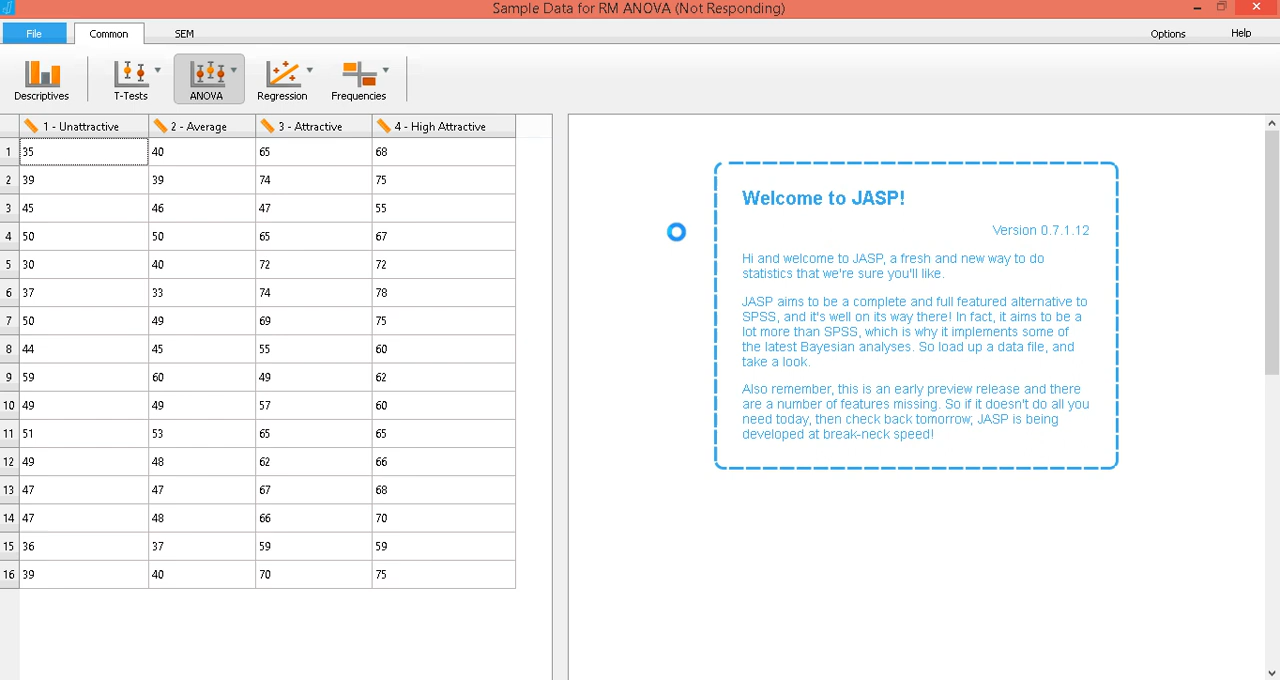 Sample Data for RM ANOVA (Not Responding)
File Common SEM Options Help
Descriptives T-Tests ANOVA Regression Frequencies
1 - Unattractive 2 - Average 3 - Attractive 4 - High Attractive
1 35 40 65 68
2 39 39 74 75
3 45 46 47 55
4 50 50 65 67
5 30 40 72 72
6 37 33 74 78
7 50 49 69 75
8 44 45 55 60
9 59 60 49 62
10 49 49 57 60
11 51 53 65 65
12 49 48 62 66
13 47 47 67 68
14 47 48 66 70
15 36 37 59 59
16 39 40 70 75
Welcome to JASP!
Version 0.7.1.12
Hi and welcome to JASP, a fresh and new way to do
statistics that we're sure you'll like.
JASP aims to be a complete and full featured alternative to
SPSS, and it's well on its way there! In fact, it aims to be a
lot more than SPSS, which is why it implements some of
the latest Bayesian analyses. So load up a data file, and
take a look.
Also remember, this is an early preview release and there
are a number of features missing. So if it doesn't do all you
need today, then check back tomorrow; JASP is being
developed at break-neck speed!